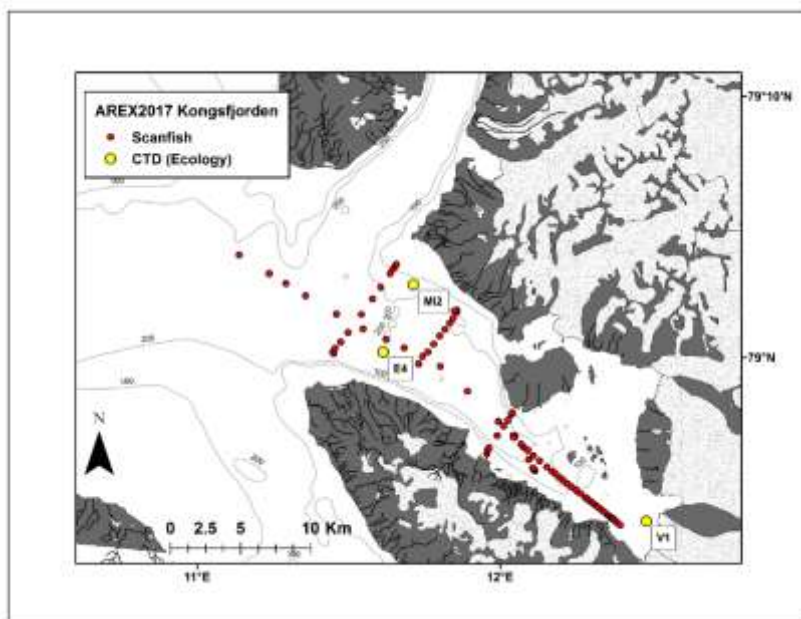 AREX2017 Kongsfjorden
Scanfish
CTD (Ecology)
79°10'N
MI2
E4
79°N
V1
N
0 2.5 5 10 Km
11°E
12°E